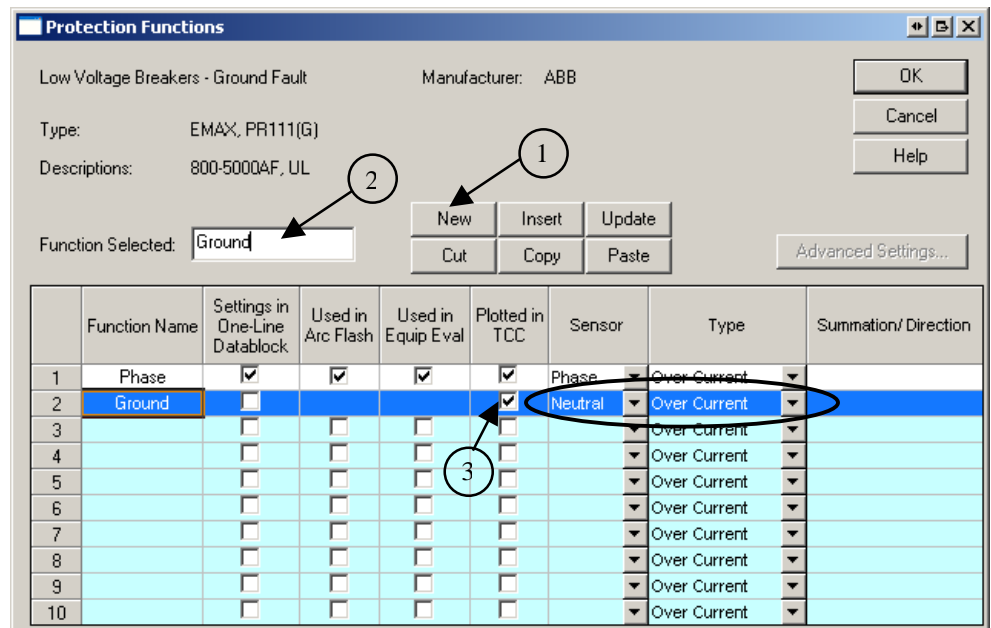 Protection Functions
Low Voltage Breakers - Ground Fault Manufacturer: ABB
OK
Type: EMAX, PR111(G)
Cancel
Descriptions: 800-5000AF, UL
Help
1
2
New Insert Update
Function Selected: Ground
Cut Copy Paste
Advanced Settings...
Function Name Settings in One-Line Datablock Used in Arc Flash Used in Equip Eval Plotted in TCC Sensor Type Summation/Direction
1 Phase Phase Over Current
2 Ground Neutral Over Current
3 Over Current
4 Over Current
3
5 Over Current
6 Over Current
7 Over Current
8 Over Current
9 Over Current
10 Over Current